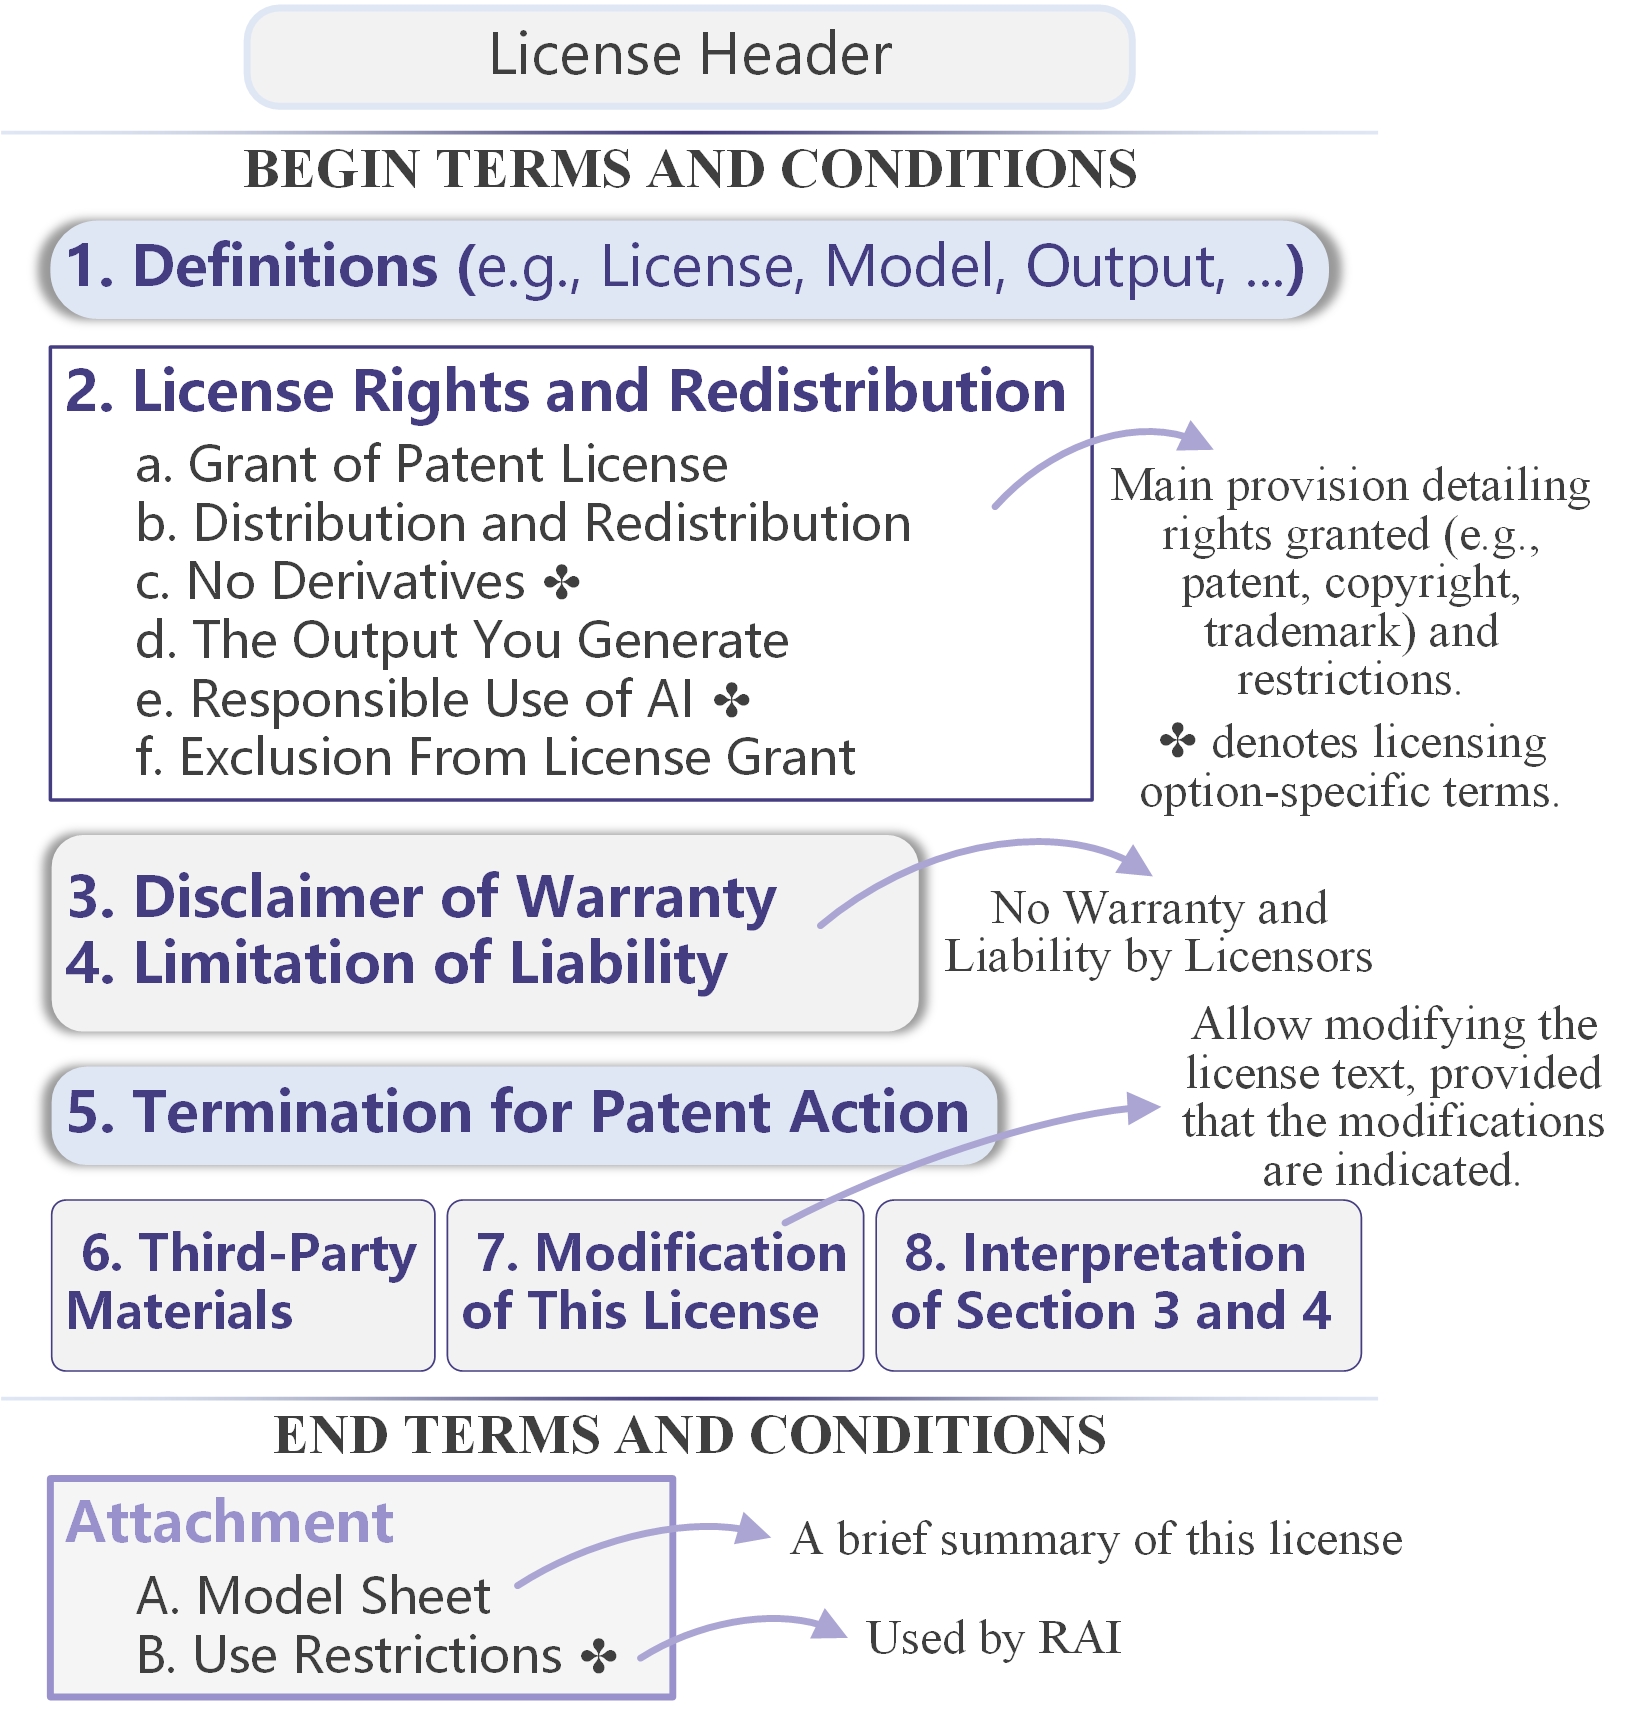 License Header
BEGIN TERMS AND CONDITIONS
1. Definitions (e.g., License, Model, Output, ...)
2. License Rights and Redistribution
a. Grant of Patent License
b. Distribution and Redistribution
c. No Derivatives ✤
d. The Output You Generate
e. Responsible Use of AI ✤
f. Exclusion From License Grant
Main provision detailing
rights granted (e.g.,
patent, copyright,
trademark) and
restrictions.
✤ denotes licensing
option-specific terms.
3. Disclaimer of Warranty
4. Limitation of Liability
No Warranty and
Liability by Licensors
5. Termination for Patent Action
Allow modifying the
license text, provided
that the modifications
are indicated.
6. Third-Party
Materials
7. Modification
of This License
8. Interpretation
of Section 3 and 4
END TERMS AND CONDITIONS
Attachment
A. Model Sheet
A brief summary of this license
B. Use Restrictions ✤
Used by RAI